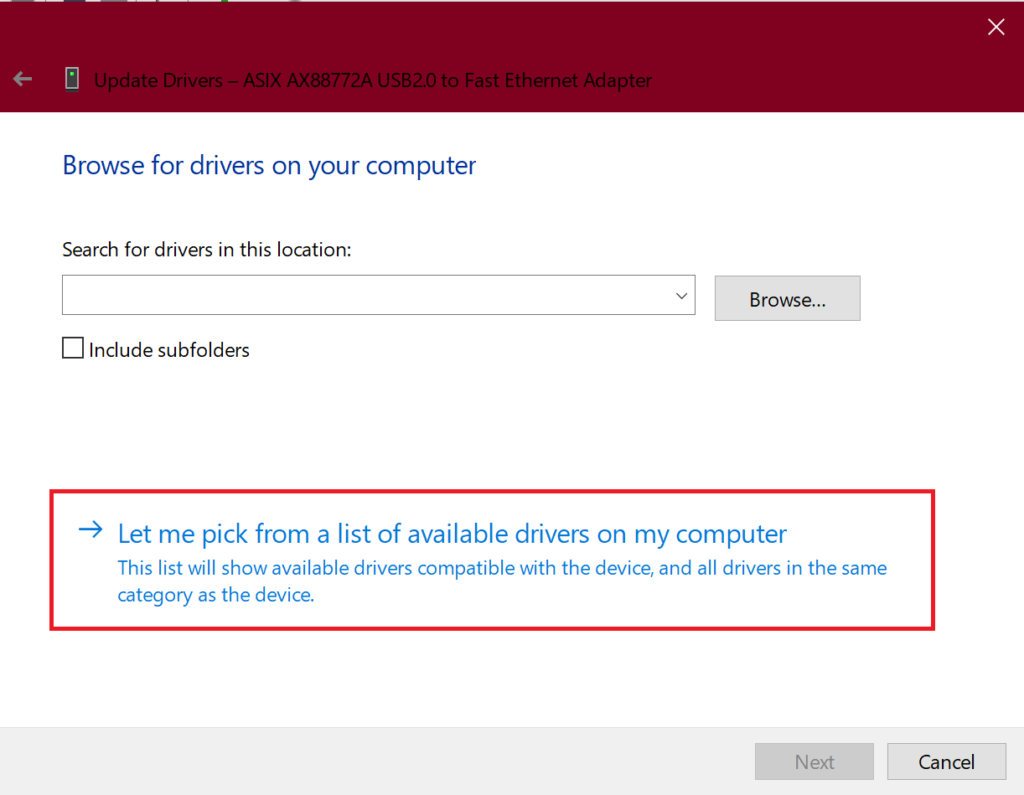 Update Drivers – ASIX AX88772A USB2.0 to Fast Ethernet Adapter
Browse for drivers on your computer
Search for drivers in this location:
Browse...
Include subfolders
Let me pick from a list of available drivers on my computer
This list will show available drivers compatible with the device, and all drivers in the same
category as the device.
Next
Cancel